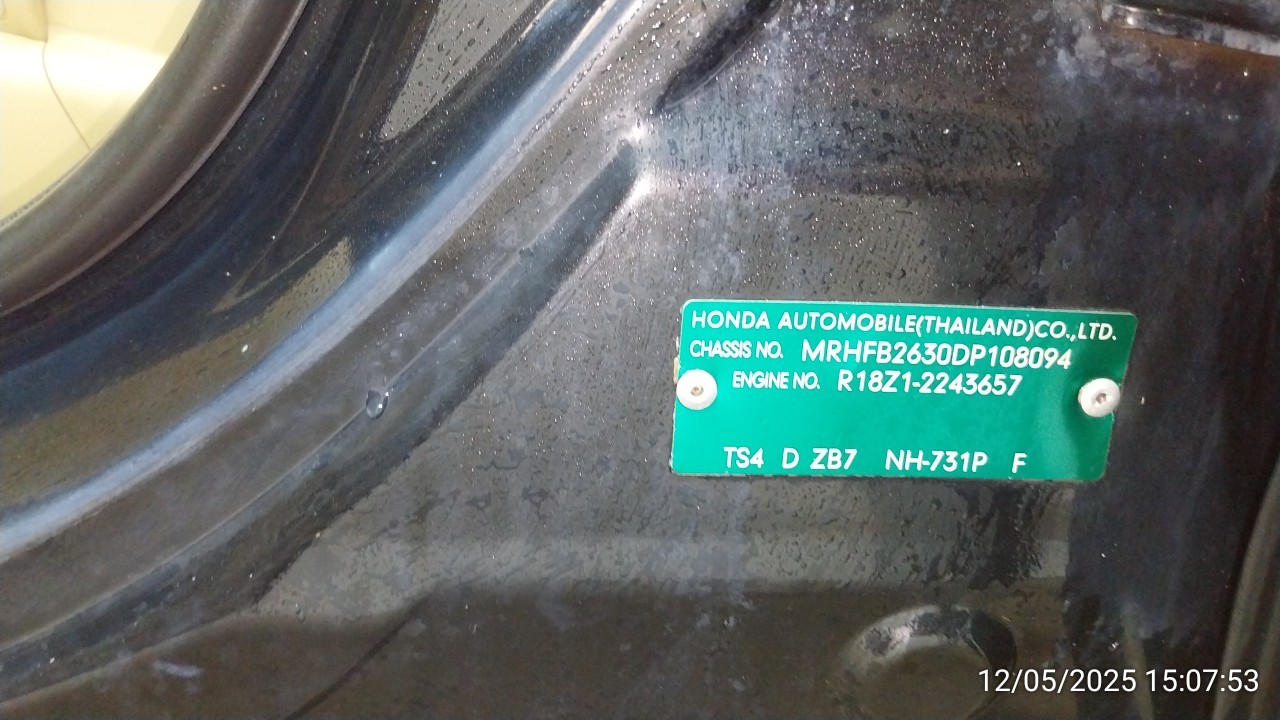 HONDA AUTOMOBILE(THAILAND)CO.,LTD.
CHASSIS NO. MRHFB2630DP108094
ENGINE NO. R18Z1-2243657
TS4 D ZB7 NH-731P F
12/05/2025 15:07:53